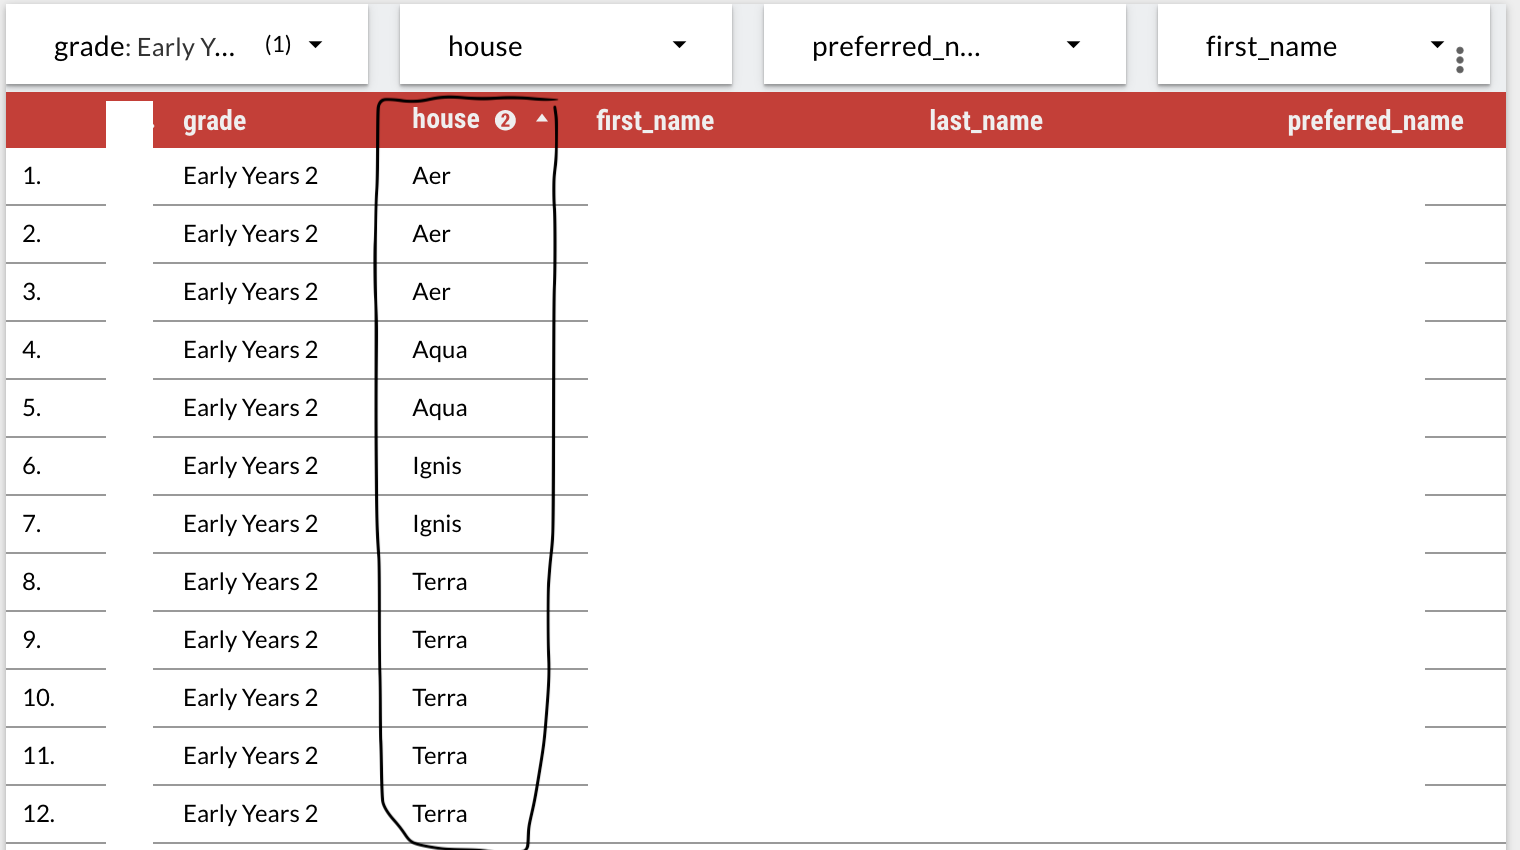 grade: Early Y... (1) house preferred_n... first_name
grade house 2 first_name last_name preferred_name
1. Early Years 2 Aer
2. Early Years 2 Aer
3. Early Years 2 Aer
4. Early Years 2 Aqua
5. Early Years 2 Aqua
6. Early Years 2 Ignis
7. Early Years 2 Ignis
8. Early Years 2 Terra
9. Early Years 2 Terra
10. Early Years 2 Terra
11. Early Years 2 Terra
12. Early Years 2 Terra